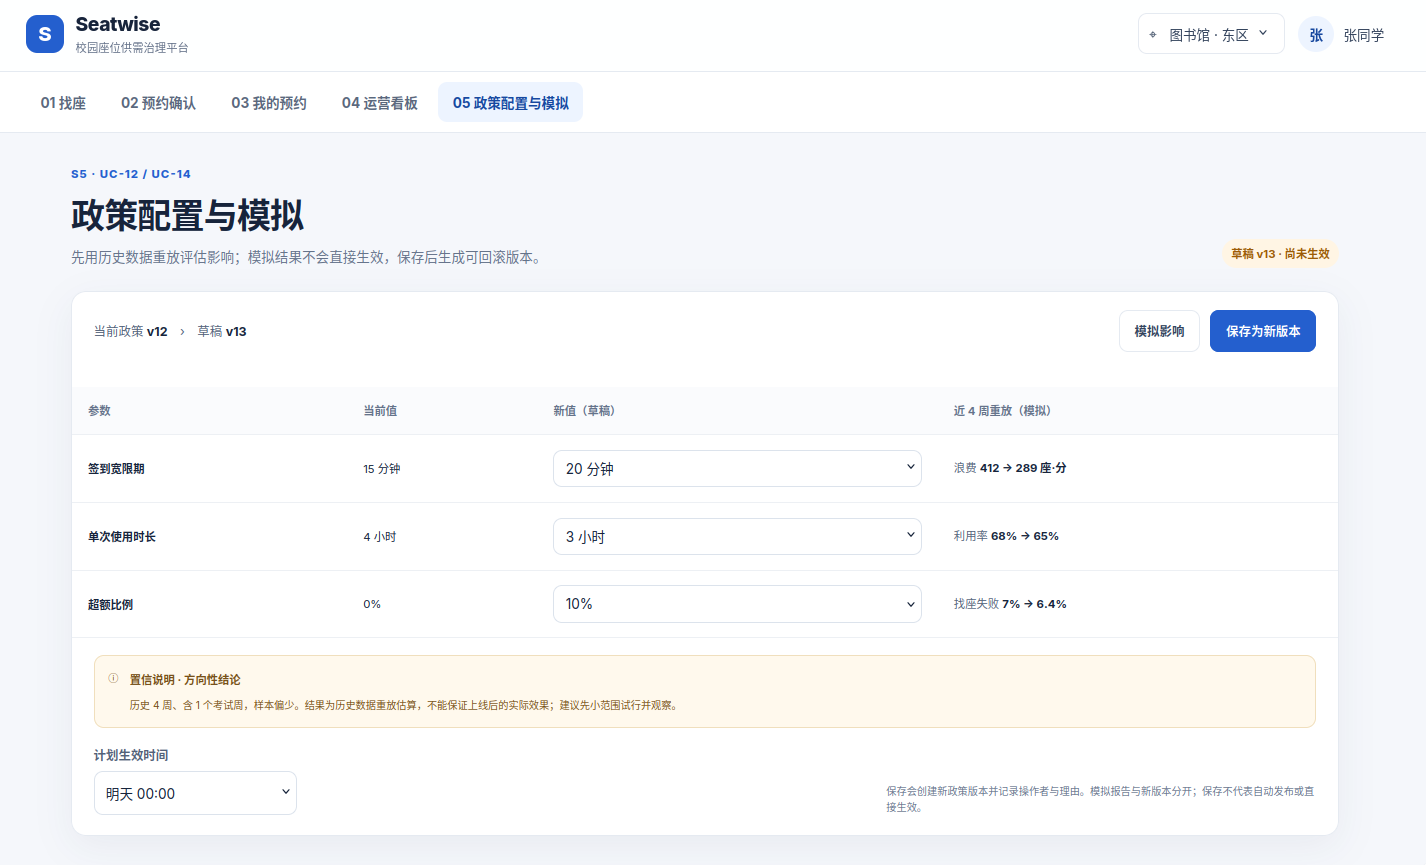 S
Seatwise
校园座位供需治理平台
⌖ 图书馆 · 东区
张
张同学
01 找座
02 预约确认
03 我的预约
04 运营看板
05 政策配置与模拟
S5 · UC-12 / UC-14
政策配置与模拟
先用历史数据重放评估影响；模拟结果不会直接生效，保存后生成可回滚版本。
草稿 v13 · 尚未生效
当前政策 v12 › 草稿 v13
模拟影响
保存为新版本
参数 当前值 新值（草稿） 近 4 周重放（模拟）
签到宽限期 15 分钟 20 分钟 浪费 412 → 289 座·分
单次使用时长 4 小时 3 小时 利用率 68% → 65%
超额比例 0% 10% 找座失败 7% → 6.4%
ⓘ 置信说明 · 方向性结论
历史 4 周、含 1 个考试周，样本偏少。结果为历史数据重放估算，不能保证上线后的实际效果；建议先小范围试行并观察。
计划生效时间
明天 00:00
保存会创建新政策版本并记录操作者与理由。模拟报告与新版本分开；保存不代表自动发布或直
接生效。